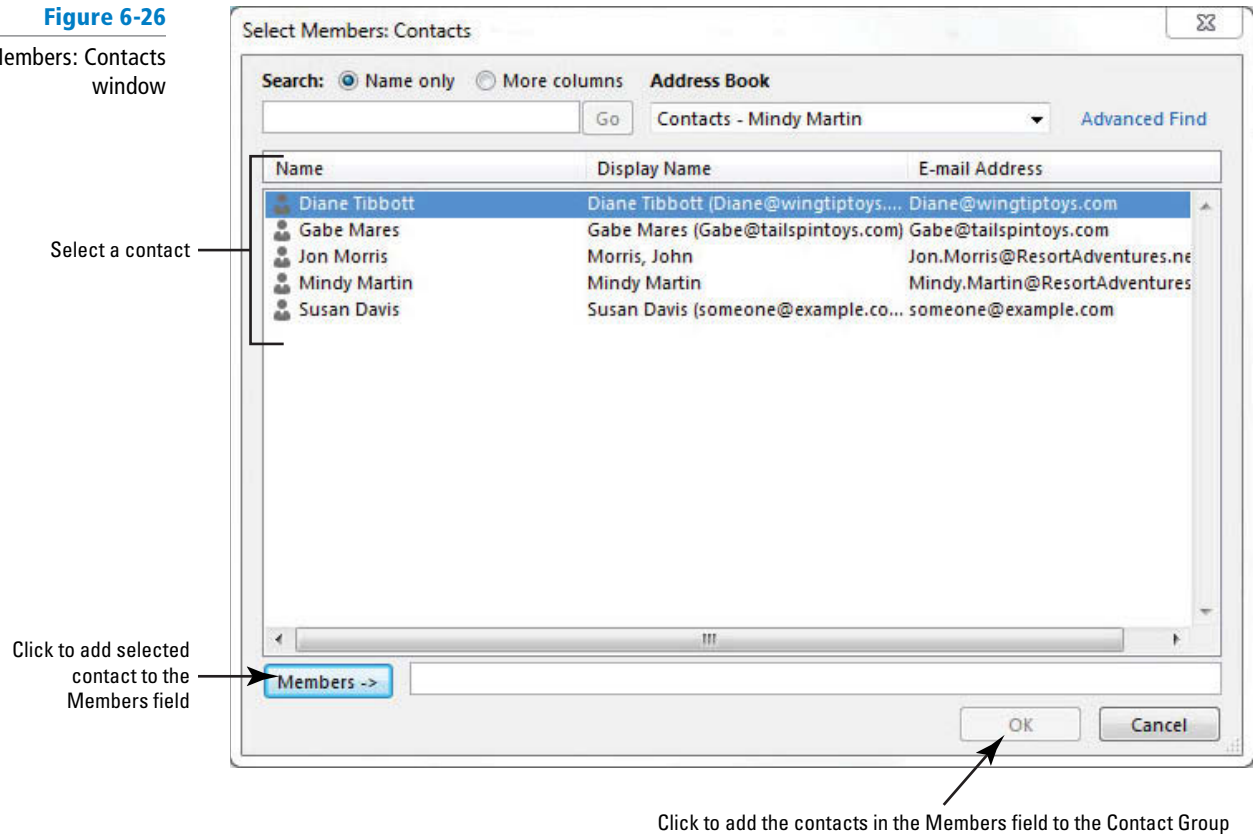 Figure 6-26
Members: Contacts
window
Select Members: Contacts
Search: Name only More columns Address Book
Go Contacts - Mindy Martin Advanced Find
Name Display Name E-mail Address
Diane Tibbott Diane Tibbott (Diane@wingtiptoys.... Diane@wingtiptoys.com
Gabe Mares Gabe Mares (Gabe@tailspintoys.com) Gabe@tailspintoys.com
Jon Morris Morris, John Jon.Morris@ResortAdventures.ne
Mindy Martin Mindy Martin Mindy.Martin@ResortAdventures
Susan Davis Susan Davis (someone@example.co... someone@example.com
Select a contact
Click to add selected
contact to the
Members field
Members ->
OK Cancel
Click to add the contacts in the Members field to the Contact Group